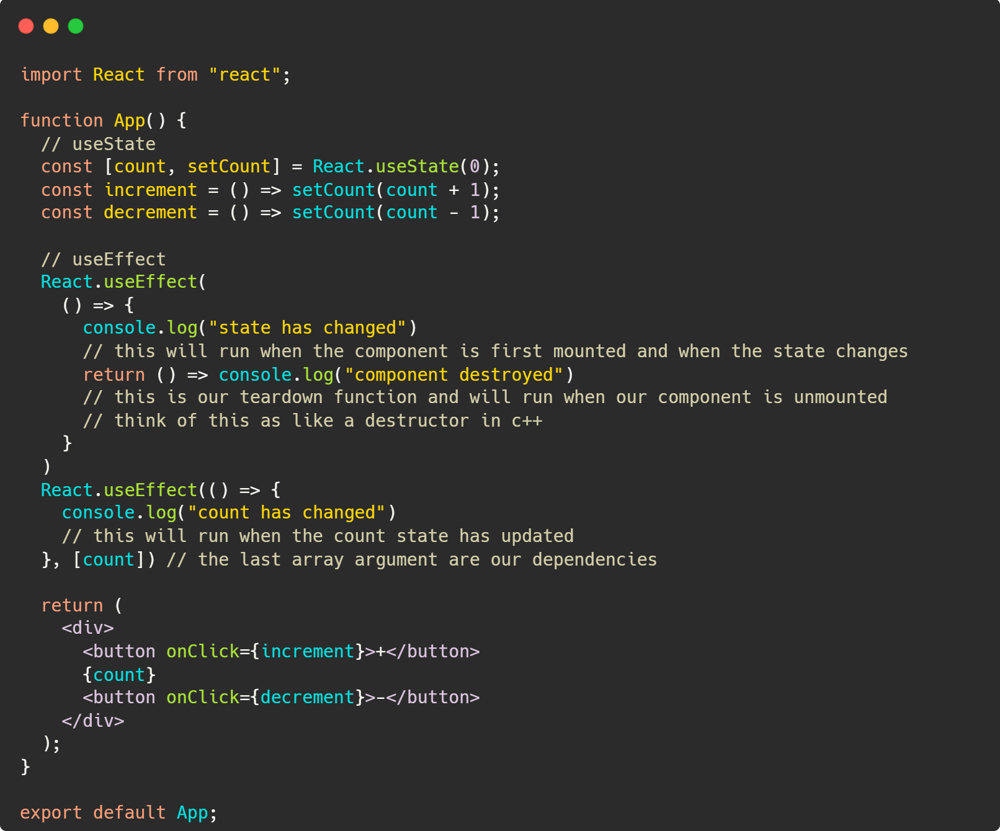 import React from "react";

function App() {
  // useState
  const [count, setCount] = React.useState(0);
  const increment = () => setCount(count + 1);
  const decrement = () => setCount(count - 1);

  // useEffect
  React.useEffect(
    () => {
      console.log("state has changed")
      // this will run when the component is first mounted and when the state changes
      return () => console.log("component destroyed")
      // this is our teardown function and will run when our component is unmounted
      // think of this as like a destructor in c++
    }
  )
  React.useEffect(() => {
    console.log("count has changed")
    // this will run when the count state has updated
  }, [count]) // the last array argument are our dependencies

  return (
    <div>
      <button onClick={increment}>+</button>
      {count}
      <button onClick={decrement}>-</button>
    </div>
  );
}

export default App;